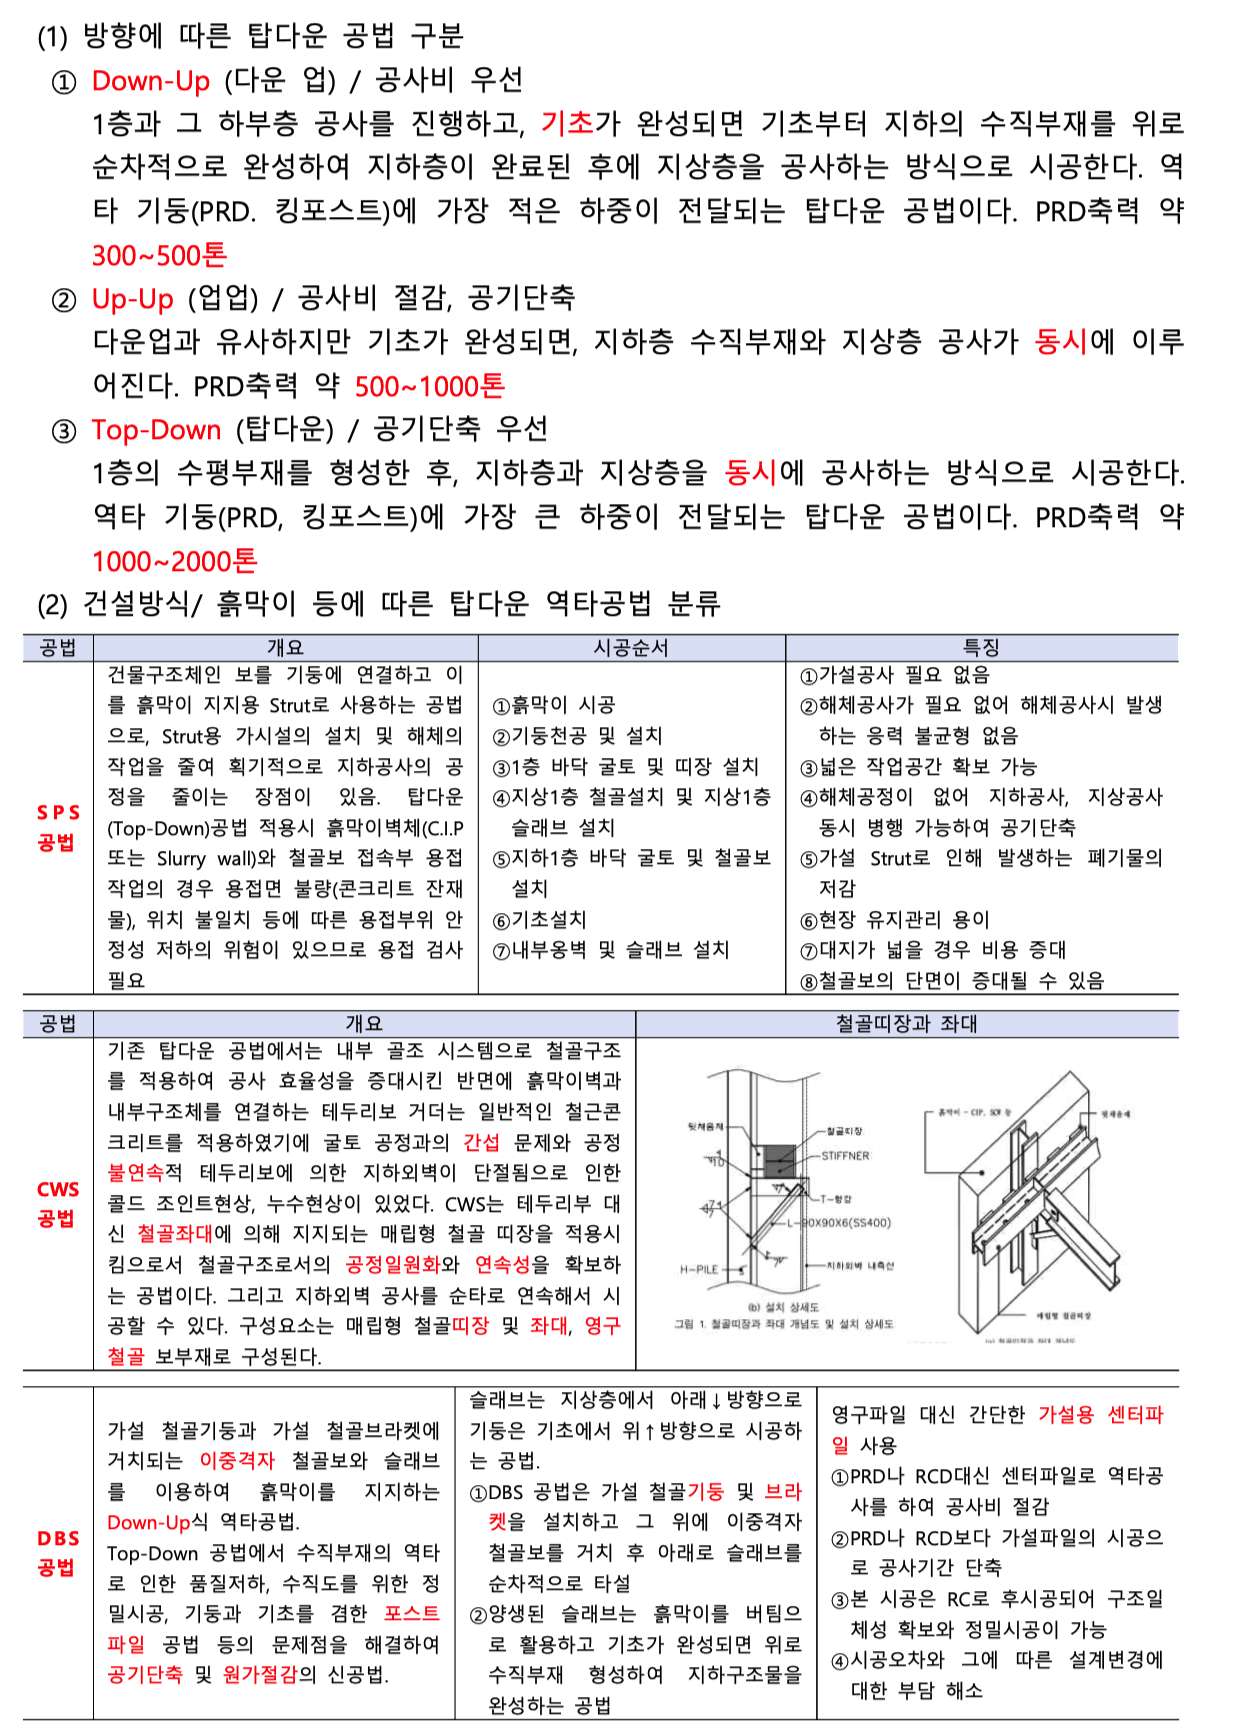 (1) 방향에 따른 탑다운 공법 구분
① Down-Up (다운 업) / 공사비 우선
1층과 그 하부층 공사를 진행하고, 기초가 완성되면 기초부터 지하의 수직부재를 위로
순차적으로 완성하여 지하층이 완료된 후에 지상층을 공사하는 방식으로 시공한다. 역
타 기둥(PRD. 킹포스트)에 가장 적은 하중이 전달되는 탑다운 공법이다. PRD축력 약
300~500톤
② Up-Up (업업) / 공사비 절감, 공기단축
다운업과 유사하지만 기초가 완성되면, 지하층 수직부재와 지상층 공사가 동시에 이루
어진다. PRD축력 약 500~1000톤
③ Top-Down (탑다운) / 공기단축 우선
1층의 수평부재를 형성한 후, 지하층과 지상층을 동시에 공사하는 방식으로 시공한다.
역타 기둥(PRD, 킹포스트)에 가장 큰 하중이 전달되는 탑다운 공법이다. PRD축력 약
1000~2000톤
(2) 건설방식/ 흙막이 등에 따른 탑다운 역타공법 분류
공법 개요 시공순서 특징
SPS
공법
건물구조체인 보를 기둥에 연결하고 이
를 흙막이 지지용 Strut로 사용하는 공법
으로, Strut용 가시설의 설치 및 해체의
작업을 줄여 획기적으로 지하공사의 공
정을 줄이는 장점이 있음. 탑다운
(Top-Down)공법 적용시 흙막이벽체(C.I.P
또는 Slurry wall)와 철골보 접속부 용접
작업의 경우 용접면 불량(콘크리트 잔재
물), 위치 불일치 등에 따른 용접부위 안
정성 저하의 위험이 있으므로 용접 검사
필요
①흙막이 시공
②기둥천공 및 설치
③1층 바닥 굴토 및 띠장 설치
④지상1층 철골설치 및 지상1층
슬래브 설치
⑤지하1층 바닥 굴토 및 철골보
설치
⑥기초설치
⑦내부옹벽 및 슬래브 설치
①가설공사 필요 없음
②해체공사가 필요 없어 해체공사시 발생
하는 응력 불균형 없음
③넓은 작업공간 확보 가능
④해체공정이 없어 지하공사, 지상공사
동시 병행 가능하여 공기단축
⑤가설 Strut로 인해 발생하는 폐기물의
저감
⑥현장 유지관리 용이
⑦대지가 넓을 경우 비용 증대
⑧철골보의 단면이 증대될 수 있음
공법 개요 철골띠장과 좌대
CWS
공법
기존 탑다운 공법에서는 내부 골조 시스템으로 철골구조
를 적용하여 공사 효율성을 증대시킨 반면에 흙막이벽과
내부구조체를 연결하는 테두리보 거더는 일반적인 철근콘
크리트를 적용하였기에 굴토 공정과의 간섭 문제와 공정
불연속적 테두리보에 의한 지하외벽이 단절됨으로 인한
콜드 조인트현상, 누수현상이 있었다. CWS는 테두리부 대
신 철골좌대에 의해 지지되는 매립형 철골 띠장을 적용시
킴으로서 철골구조로서의 공정일원화와 연속성을 확보하
는 공법이다. 그리고 지하외벽 공사를 순타로 연속해서 시
공할 수 있다. 구성요소는 매립형 철골띠장 및 좌대, 영구
철골 보부재로 구성된다.
뒷채움재
철골띠장
STIFFNER
T-형강
L-90X90X6(SS400)
H-PILE
지하외벽 내측선
(b) 설치 상세도
그림 1. 철골띠장과 좌대 개념도 및 설치 상세도
흙막이 - CIP, SCW 등
뒷채움재
매립형 철골띠장
DBS
공법
가설 철골기둥과 가설 철골브라켓에
거치되는 이중격자 철골보와 슬래브
를 이용하여 흙막이를 지지하는
Down-Up식 역타공법.
Top-Down 공법에서 수직부재의 역타
로 인한 품질저하, 수직도를 위한 정
밀시공, 기둥과 기초를 겸한 포스트
파일 공법 등의 문제점을 해결하여
공기단축 및 원가절감의 신공법.
슬래브는 지상층에서 아래↓방향으로
기둥은 기초에서 위↑방향으로 시공하
는 공법.
①DBS 공법은 가설 철골기둥 및 브라
켓을 설치하고 그 위에 이중격자
철골보를 거치 후 아래로 슬래브를
순차적으로 타설
②양생된 슬래브는 흙막이를 버팀으
로 활용하고 기초가 완성되면 위로
수직부재 형성하여 지하구조물을
완성하는 공법
영구파일 대신 간단한 가설용 센터파
일 사용
①PRD나 RCD대신 센터파일로 역타공
사를 하여 공사비 절감
②PRD나 RCD보다 가설파일의 시공으
로 공사기간 단축
③본 시공은 RC로 후시공되어 구조일
체성 확보와 정밀시공이 가능
④시공오차와 그에 따른 설계변경에
대한 부담 해소